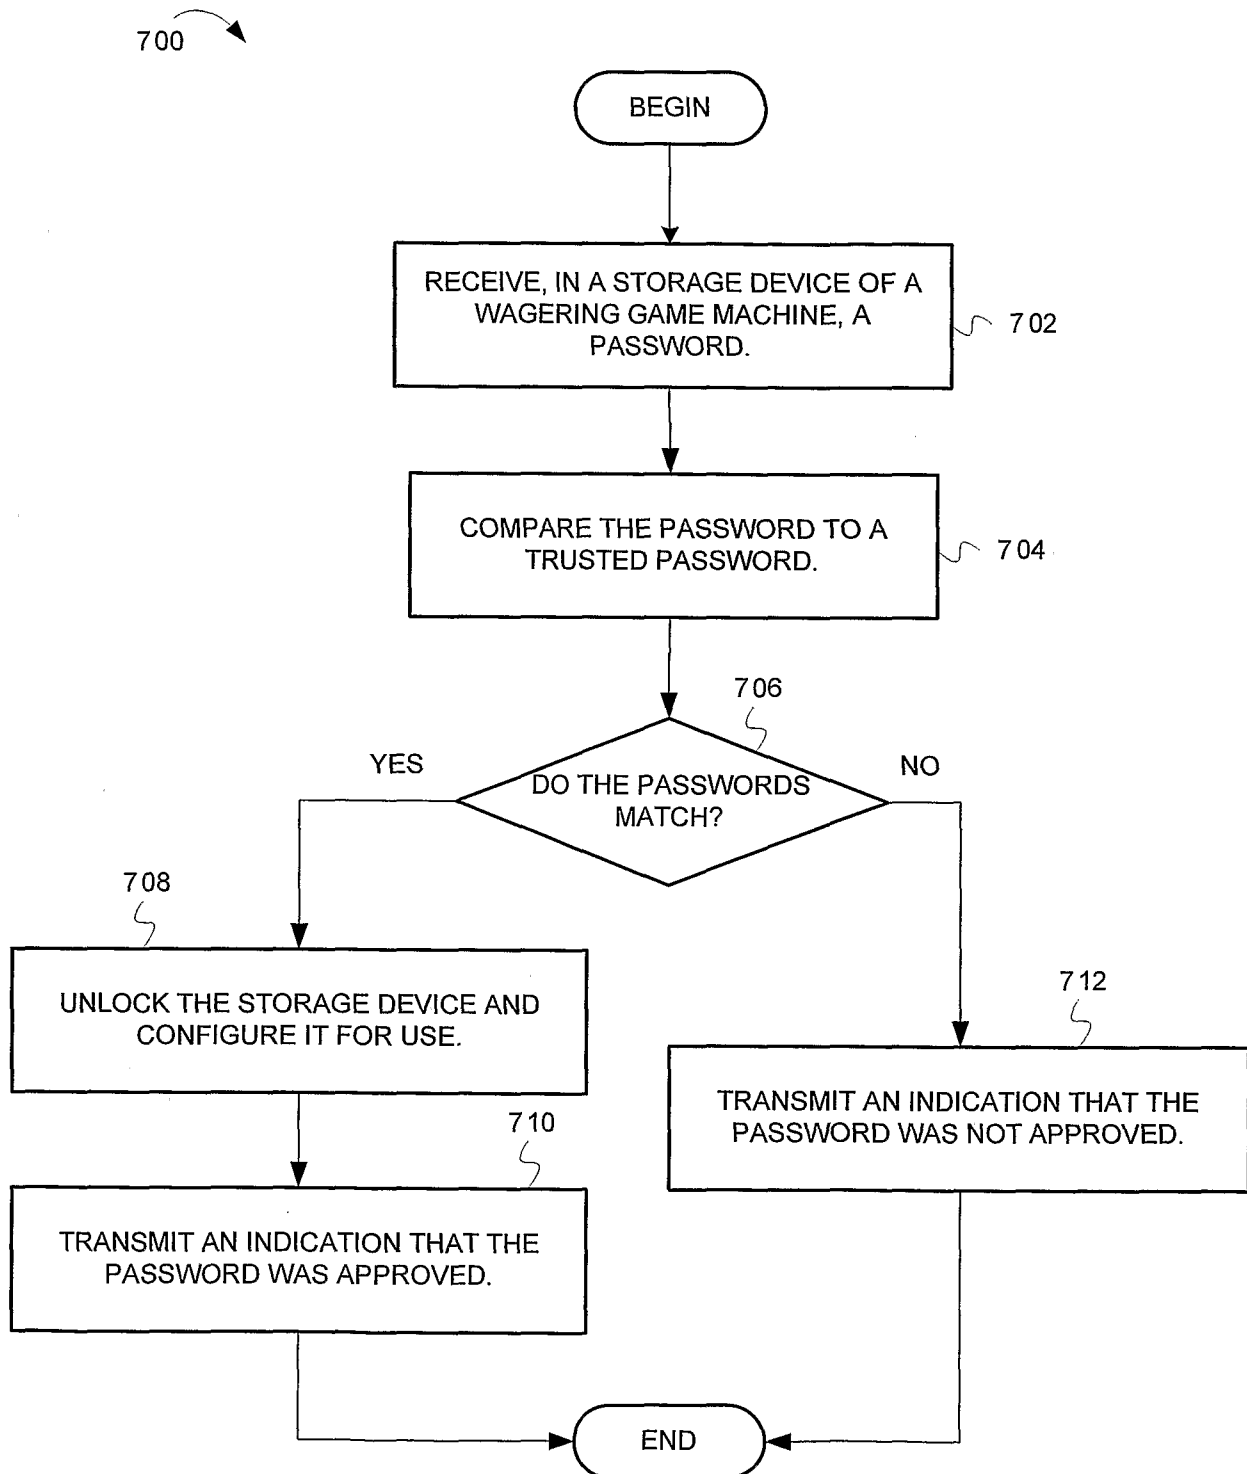 700
BEGIN
RECEIVE, IN A STORAGE DEVICE OF A
WAGERING GAME MACHINE, A
PASSWORD.
702
COMPARE THE PASSWORD TO A
TRUSTED PASSWORD.
704
706
YES
NO
DO THE PASSWORDS
MATCH?
708
UNLOCK THE STORAGE DEVICE AND
CONFIGURE IT FOR USE.
712
TRANSMIT AN INDICATION THAT THE
PASSWORD WAS NOT APPROVED.
710
TRANSMIT AN INDICATION THAT THE
PASSWORD WAS APPROVED.
END